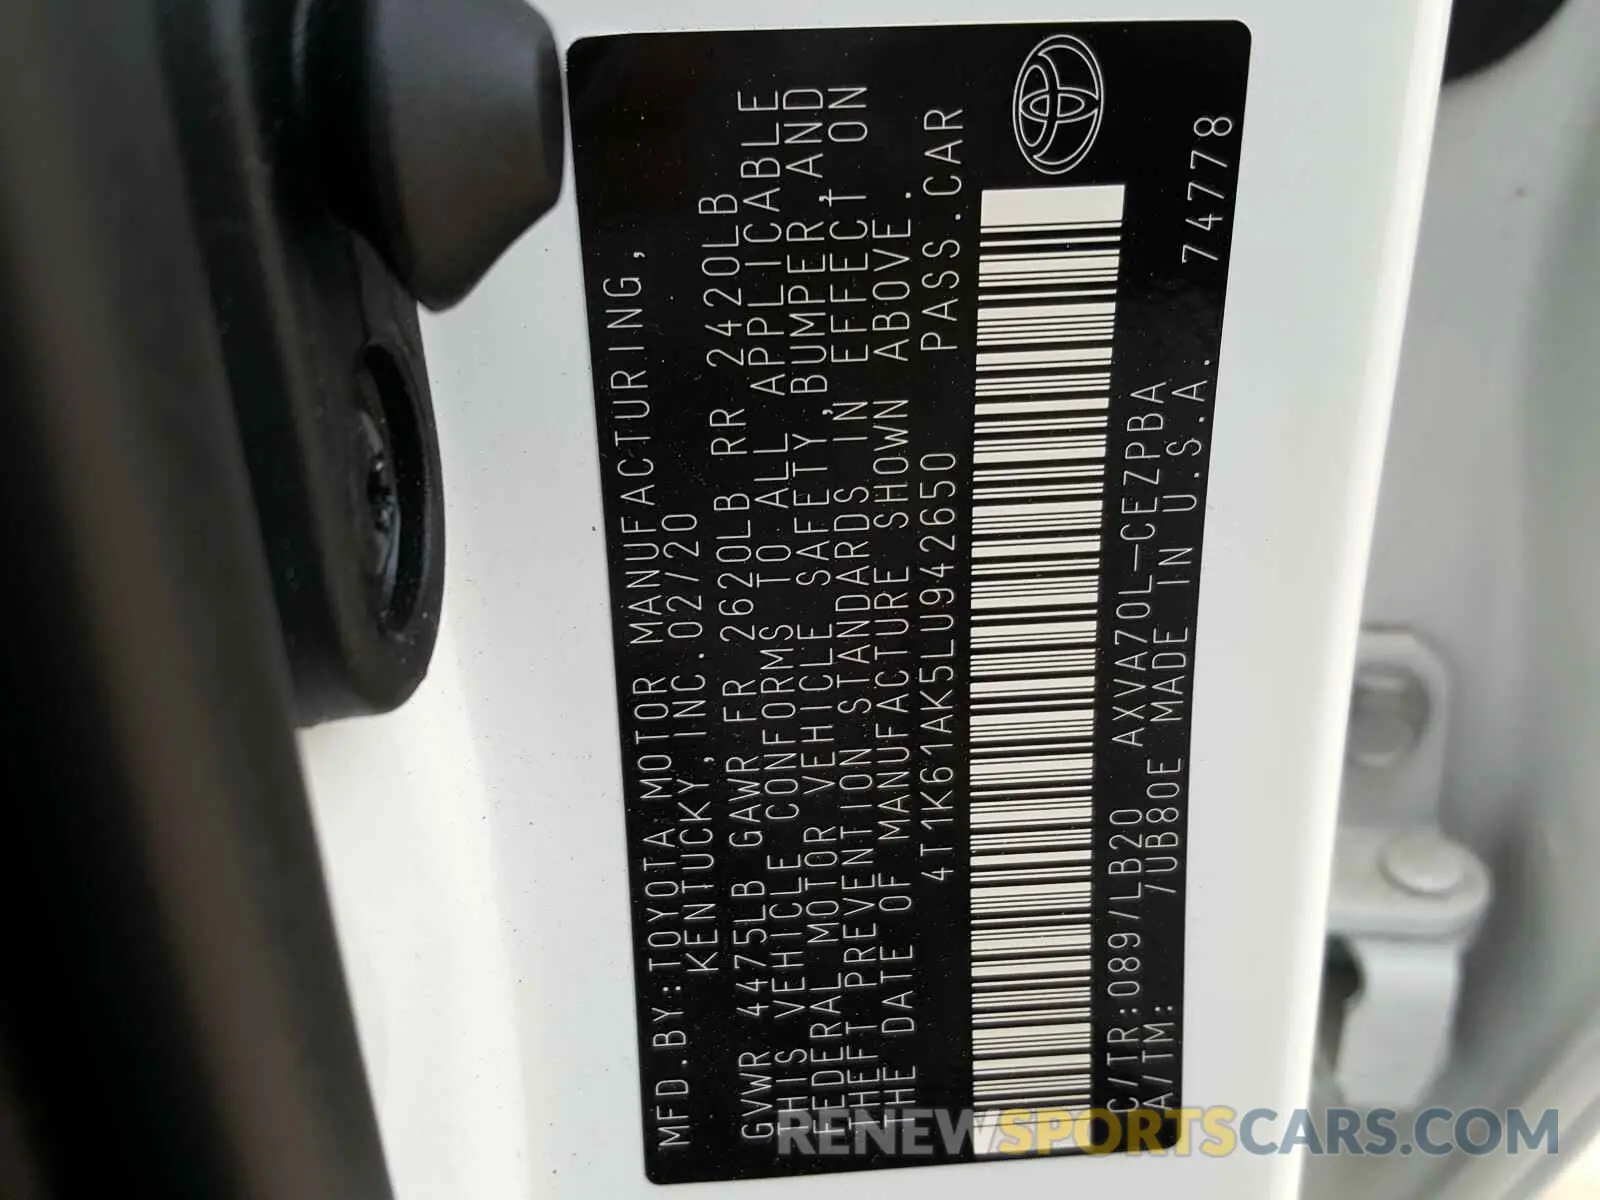 MFD.BY:TOYOTA MOTOR MANUFACTURING,
KENTUCKY,INC.02/20
GVWR 4475LB GAWR FR 2620LB RR 2420LB
THIS VEHICLE CONFORMS TO ALL APPLICABLE
FEDERAL MOTOR VEHICLE SAFETY, BUMPER, AND
THEFT PREVENTION STANDARDS IN EFFECT ON
THE DATE OF MANUFACTURE SHOWN ABOVE.
4T1K61AK5LU942650 PASS.CAR
C/TR:089/LB20 AXVA70L-CEZPBA
A/TM: /UB80E MADE IN U.S.A. 74778
RENEWSPORTSCARS.COM